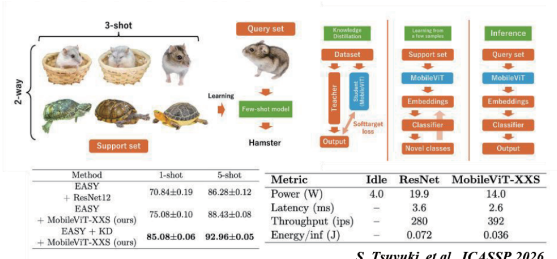 3-shot
2-way
Support set
Learning
Query set
Few-shot model
Hamster
Knowledge
Distillation
Dataset
Teacher
Student
(MobileViT)
Softtarget
loss
Output
Learning from
a few samples
Support set
MobileViT
Embeddings
Classifier
Novel classes
Inference
Query set
MobileViT
Embeddings
Classifier
Output
Method 1-shot 5-shot
EASY
+ ResNet12 70.84±0.19 86.28±0.12
EASY
+ MobileViT-XXS (ours) 75.08±0.10 88.43±0.08
EASY + KD
+ MobileViT-XXS (ours) 85.08±0.06 92.96±0.05
Metric Idle ResNet MobileViT-XXS
Power (W) 4.0 19.9 14.0
Latency (ms) – 3.6 2.6
Throughput (ips) – 280 392
Energy/inf (J) – 0.072 0.036
S. Tsuyuki, et al., ICASSP 2026